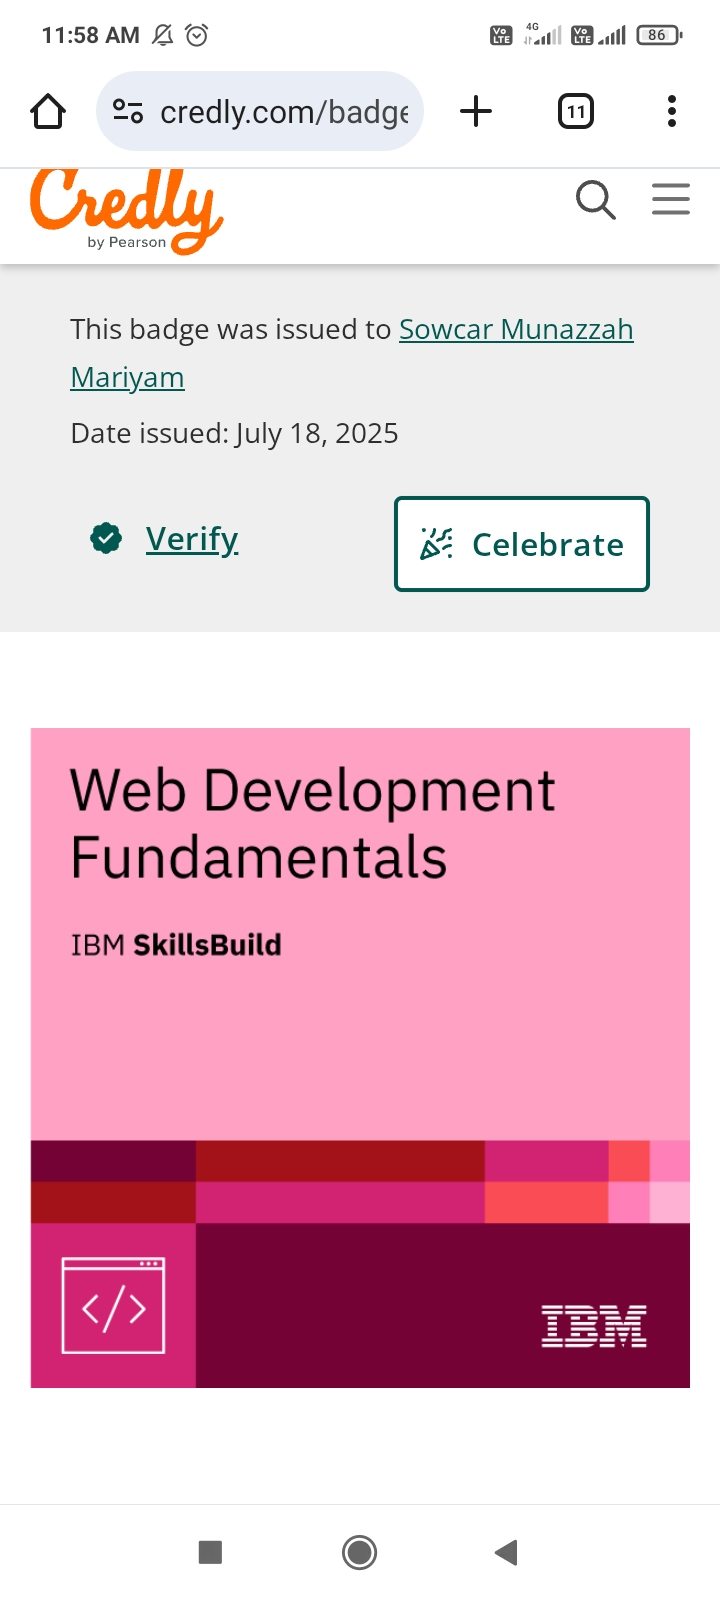 11:58 AM
Vo LTE 4G Vo LTE 86
credly.com/badge
11
Credly
by Pearson
This badge was issued to Sowcar Munazzah
Mariyam
Date issued: July 18, 2025
Verify
Celebrate
Web Development
Fundamentals
IBM SkillsBuild
</>
IBM